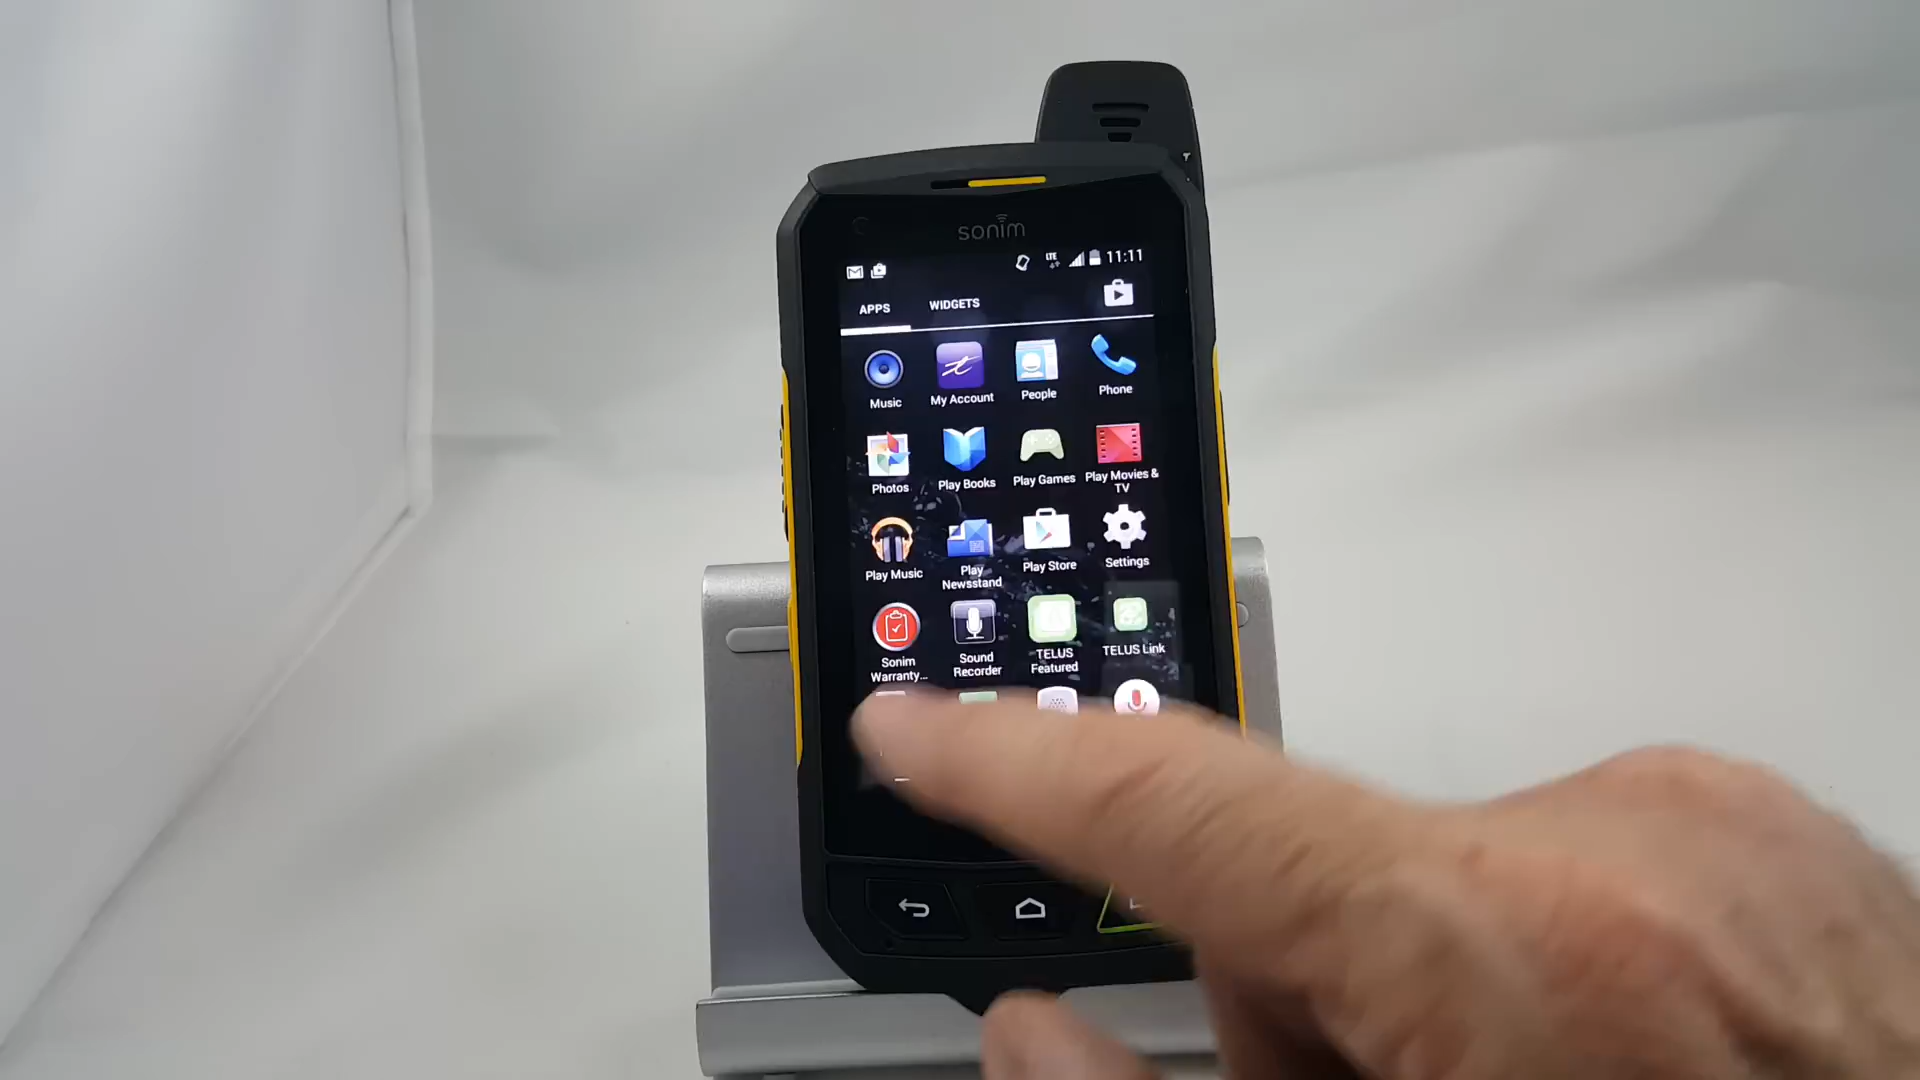 sonim
LTE 11:11
APPS WIDGETS
Music My Account People Phone
Photos Play Books Play Games Play Movies &
TV
Play Music Play Play Store Settings
Newsstand
Sonim Sound TELUS TELUS Link
Warranty... Recorder Featured